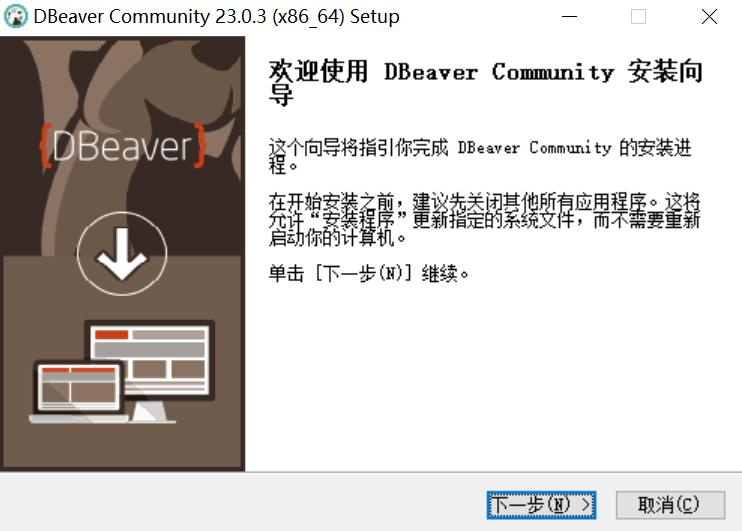 DBeaver Community 23.0.3 (x86_64) Setup
欢迎使用 DBeaver Community 安装向
导
{DBeaver}
这个向导将指引你完成 DBeaver Community 的安装进
程。
在开始安装之前，建议先关闭其他所有应用程序。这将
允许“安装程序”更新指定的系统文件，而不需要重新
启动你的计算机。
单击 [下一步(N)] 继续。
下一步(N) >
取消(C)